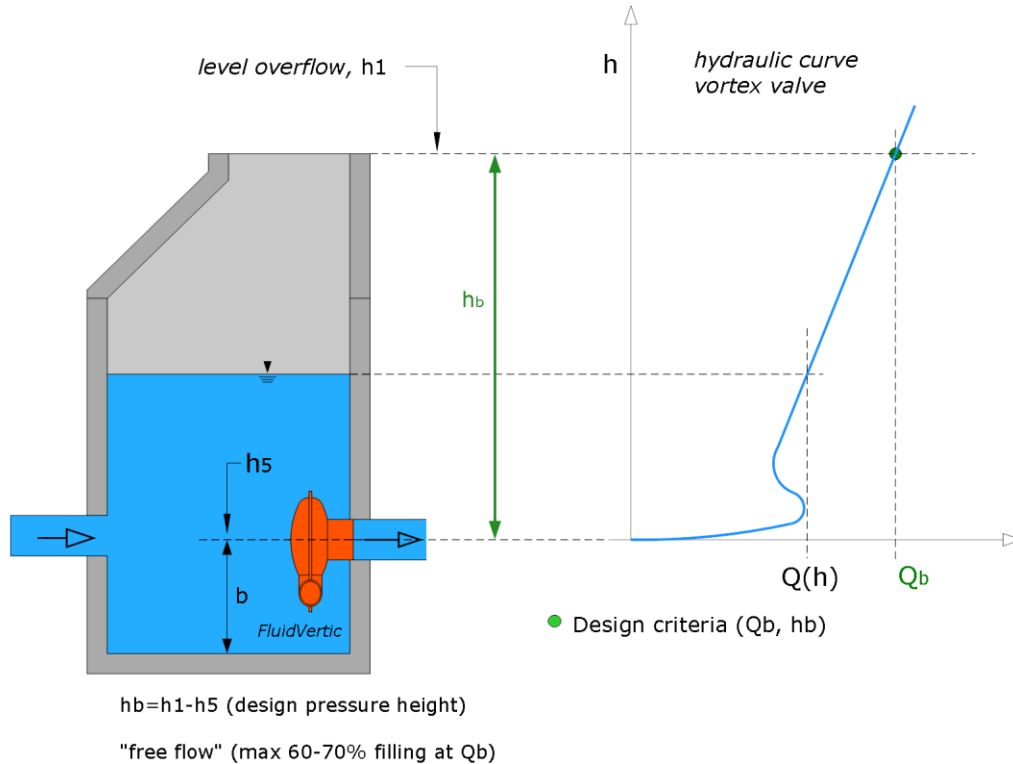 level overflow, h1
h
hydraulic curve
vortex valve
hb
h5
b
FluidVertic
Q(h)
Qb
Design criteria (Qb, hb)
hb=h1-h5 (design pressure height)
"free flow" (max 60-70% filling at Qb)